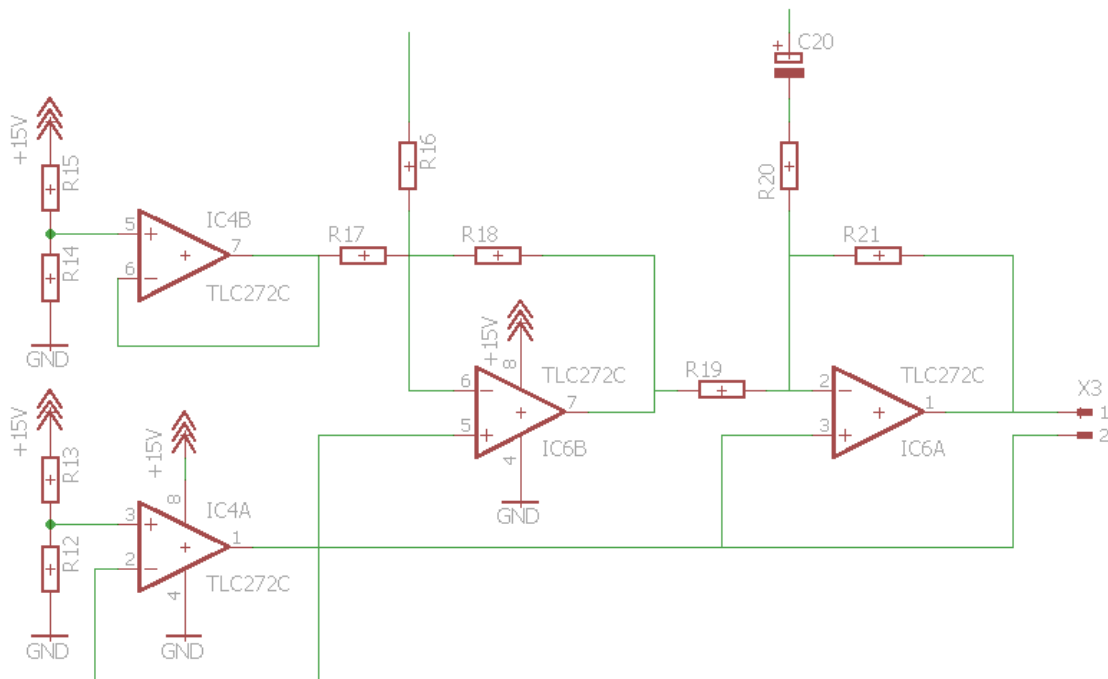 +
C20
+15V
R15
R16
R20
5
+
IC4B
7
+
6
−
TLC272C
R14
GND
R17
R18
R21
+15V
8
TLC272C
6
−
7
5
+
+
IC6B
4
GND
R19
2
−
TLC272C
1
3
+
+
IC6A
X3
1
2
+15V
R13
+15V
8
IC4A
3
+
1
2
−
+
TLC272C
R12
4
GND
GND